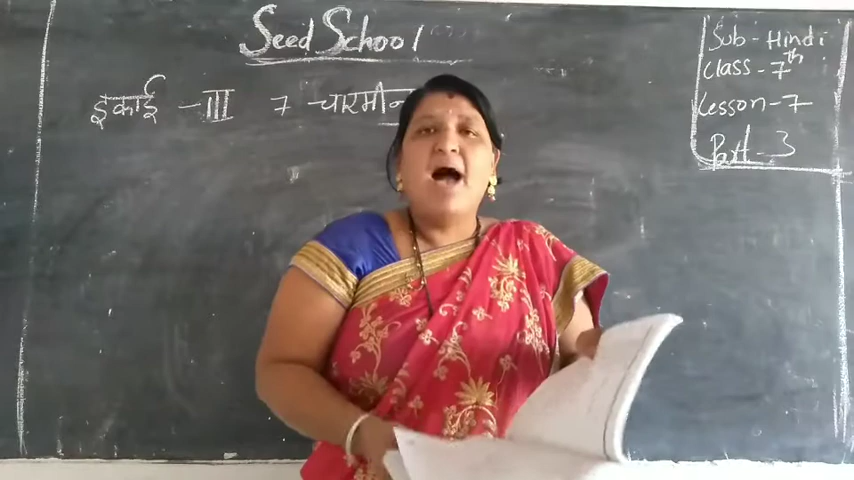 Seed School
इकाई - III 7 - चारमीन
Sub - Hindi
Class - 7th
Lesson - 7
Part - 3